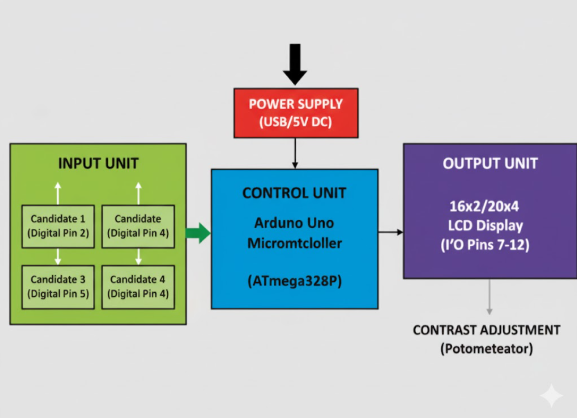 POWER SUPPLY
(USB/5V DC)
INPUT UNIT
Candidate 1
(Digital Pin 2)
Candidate
(Digital Pin 4)
Candidate 3
(Digital Pin 5)
Candidate 4
(Digital Pin 4)
CONTROL UNIT
Arduno Uno
Micromtcloller
(ATmega328P)
OUTPUT UNIT
16x2/20x4
LCD Display
(I'O Pins 7-12)
CONTRAST ADJUSTMENT
(Potometeator)